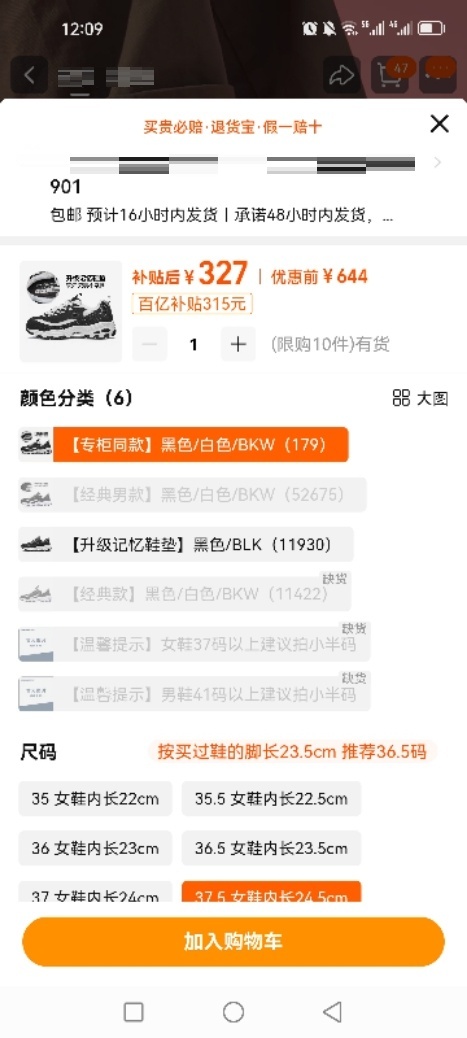 12:09
5G
4G
47
买贵必赔·退货宝·假一赔十
901
包邮 预计16小时内发货 | 承诺48小时内发货，...
升级记忆鞋垫
补贴后¥327 | 优惠前¥644
百亿补贴315元
1 + (限购10件)有货
颜色分类（6）
大图
【专柜同款】黑色/白色/BKW（179）
【经典男款】黑色/白色/BKW（52675）
【升级记忆鞋垫】黑色/BLK（11930）
缺货
【经典款】黑色/白色/BKW（11422）
缺货
【温馨提示】女鞋37码以上建议拍小半码
缺货
【温馨提示】男鞋41码以上建议拍小半码
尺码
按买过鞋的脚长23.5cm 推荐36.5码
35 女鞋内长22cm
35.5 女鞋内长22.5cm
36 女鞋内长23cm
36.5 女鞋内长23.5cm
37 女鞋内长24cm
37.5 女鞋内长24.5cm
加入购物车